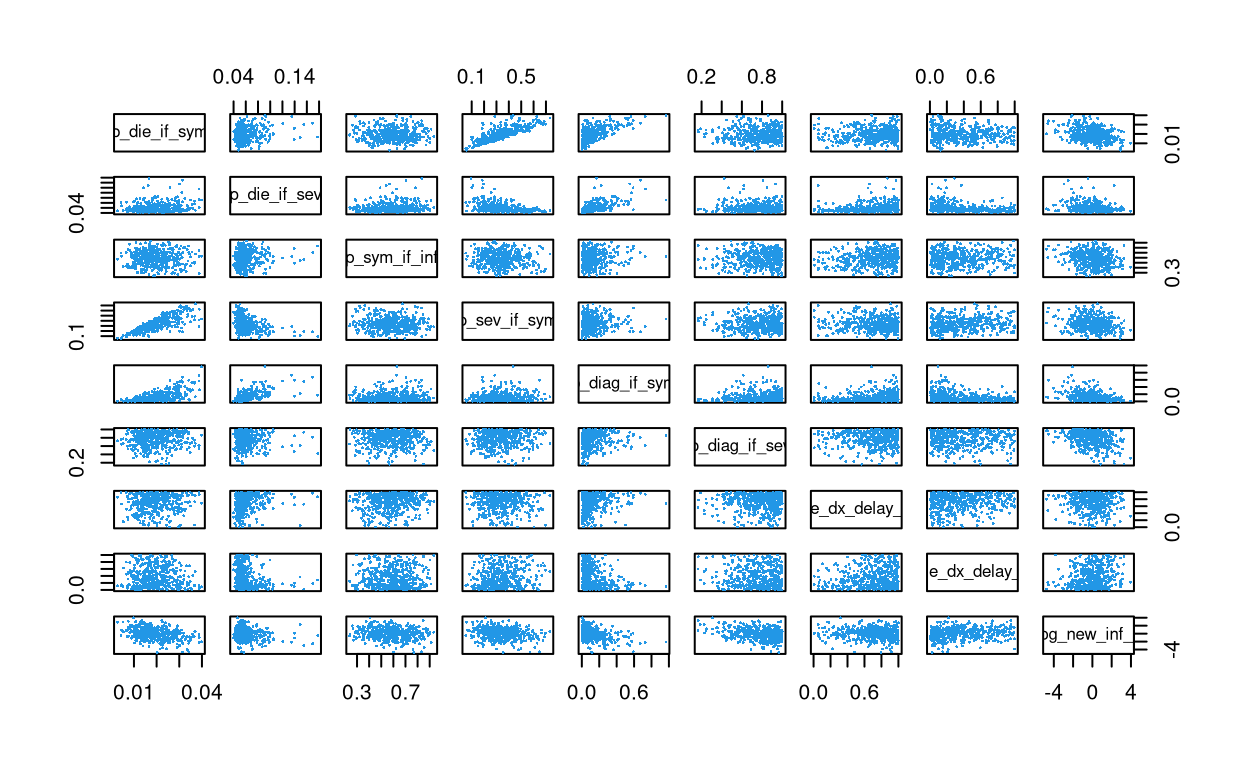 0.04 0.14 0.1 0.5 0.2 0.8 0.0 0.6
o_die_if_sym 0.01
0.04 p_die_if_sev
o_sym_if_inf 0.3
0.1 p_sev_if_sym
_diag_if_sym 0.0
0.2 p_diag_if_sev
e_dx_delay_ 0.0
0.0 e_dx_delay_
og_new_inf_ -4
0.01 0.04 0.3 0.7 0.0 0.6 0.0 0.6 -4 0 4